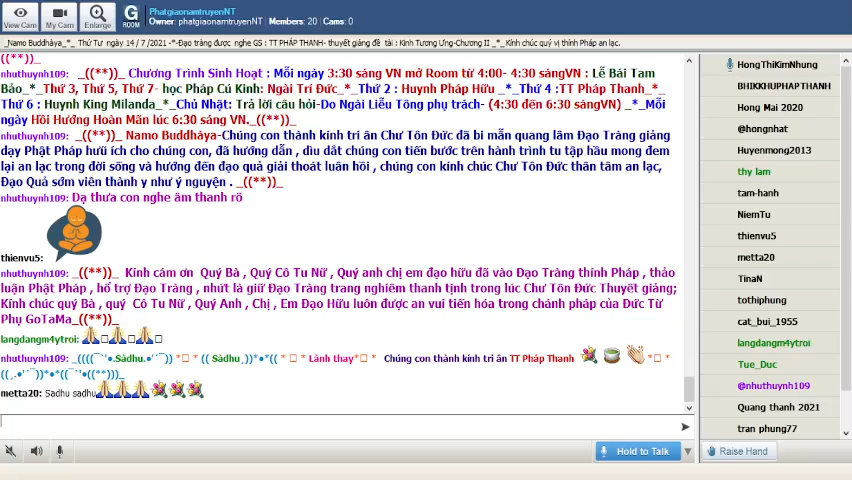 View Cam
My Cam
Enlarge
G
ROOM
PhatgiaonamtruyenNT
Owner: phatgiaonamtruyenNT | Members: 20 | Cams: 0
_Namo Buddhàya_*_ Thứ Tư ngày 14 / 7 /2021 -*-Đạo tràng được nghe GS : TT PHÁP THANH- thuyết giảng đề tài : Kinh Tương Ưng-Chương II _*_ Kính chúc quý vị thính Pháp an lạc.
((**))_
nhuthuynh109: _((**))_ Chương Trình Sinh Hoạt : Mỗi ngày 3:30 sáng VN mở Room từ 4:00- 4:30 sángVN : Lễ Bái Tam
Bảo_*_Thứ 3, Thứ 5, Thứ 7- học Pháp Cú Kinh: Ngài Trí Đức_*_Thứ 2 : Huynh Pháp Hữu _*_Thứ 4 :TT Pháp Thanh_*_
Thứ 6 : Huynh King Milanda_*_Chủ Nhật: Trả lời câu hỏi-Do Ngài Liễu Tông phụ trách- (4:30 đến 6:30 sángVN) _*_Mỗi
ngày Hồi Hướng Hoàn Mãn lúc 6:30 sáng VN._((**))_
nhuthuynh109: _((**))_ Namo Buddhàya-Chúng con thành kính tri ân Chư Tôn Đức đã bi mẫn quang lâm Đạo Tràng giảng
dạy Phật Pháp hưũ ích cho chúng con, đã hướng dẫn , dìu dắt chúng con tiến bước trên hành trình tu tập hầu mong đem
lại an lạc trong đời sống và hướng đến đạo quả giải thoát luân hồi , chúng con kính chúc Chư Tôn Đức thân tâm an lạc,
Đạo Quả sớm viên thành y như ý nguyện . _((**))_
nhuthuynh109: Dạ thưa con nghe âm thanh rõ
thienvu5:
nhuthuynh109: _((**))_ Kính cám ơn Quý Bà , Quý Cô Tu Nữ , Quý anh chị em đạo hữu đã vào Đạo Tràng thính Pháp , thảo
luận Phật Pháp , hổ trợ Đạo Tràng , nhứt là giữ Đạo Tràng trang nghiêm thanh tịnh trong lúc Chư Tôn Đức Thuyết giảng;
Kính chúc quý Bà , quý Cô Tu Nữ , Quý Anh , Chị , Em Đạo Hữu luôn được an vui tiến hóa trong chánh pháp của Đức Từ
Phụ GoTaMa_((**))_
langdangm4ytroi: 🙏□🙏□🙏□
nhuthuynh109: _((((¯`'•.Sàdhu.•'´¯)) *□ * (( Sàdhu¸))*•*(( *□ * Lành thay*□ * Chúng con thành kính tri ân TT Pháp Thanh 💐🍵👏 *□ *
((¸.•'´¯))*•*((¯`'•((**)))_
metta20: Sadhu sadhu🙏🙏🙏💐💐💐
Hold to Talk
HongThiKimNhung
BHIKKHUPHAPTHANH
Hong Mai 2020
@hongnhat
Huyenmong2013
thy lam
tam-hanh
NiemTu
thienvu5
metta20
TinaN
tothiphung
cat_bui_1955
langdangm4ytroi
Tue_Duc
@nhuthuynh109
Quang thanh 2021
tran phung77
Raise Hand